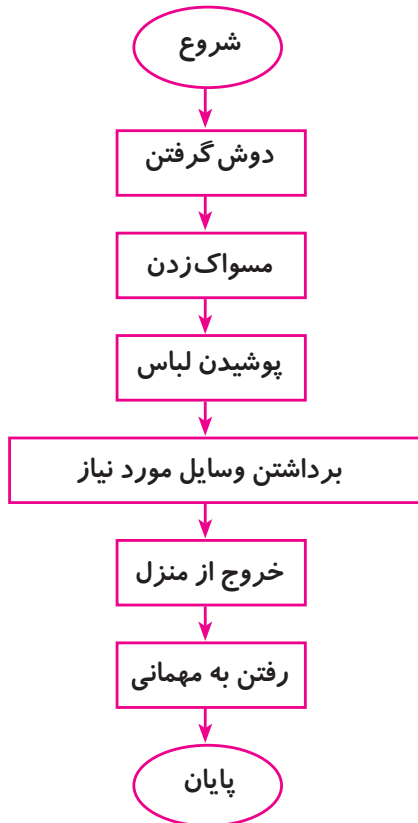 شروع
دوش گرفتن
مسواک زدن
پوشیدن لباس
برداشتن وسایل مورد نیاز
خروج از منزل
رفتن به مهمانی
پایان